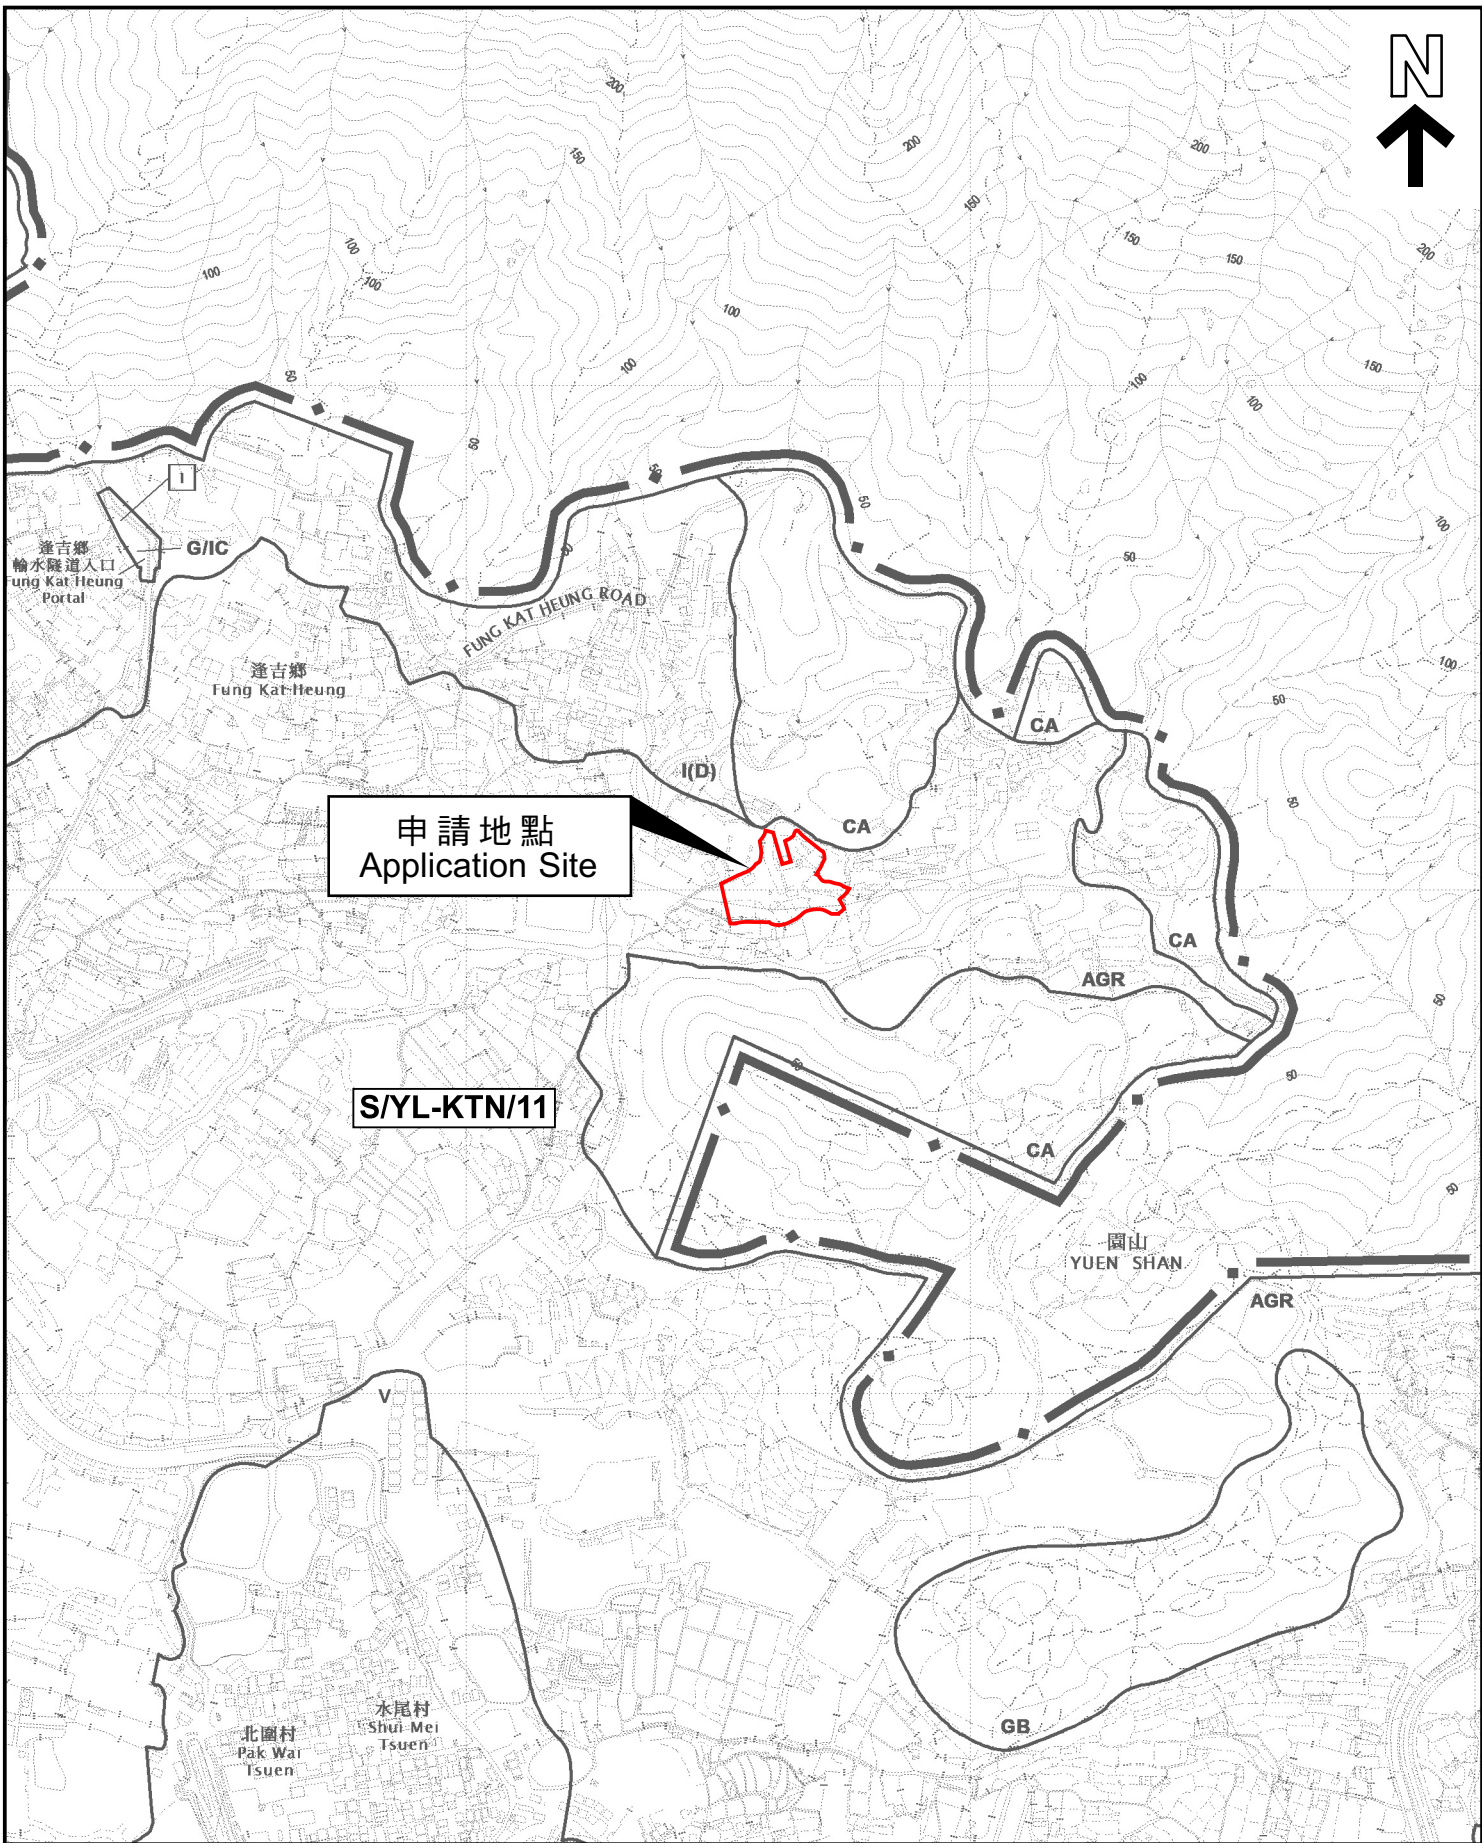 N
200
200
200
150
150
150
150
200
100
100
100
100
100
150
100
100
50
50
50
50
50
100
50
1
逢吉鄉
輸水隧道入口
Fung Kat Heung
Portal
G/IC
FUNG KAT HEUNG ROAD
逢吉鄉
Fung Kat Heung
100
50
CA
I(D)
50
CA
申請地點
Application Site
CA
AGR
50
50
50
S/YL-KTN/11
CA
50
園山
YUEN SHAN
AGR
V
水尾村
Shui Mei
Tsuen
北圍村
Pak Wai
Tsuen
GB